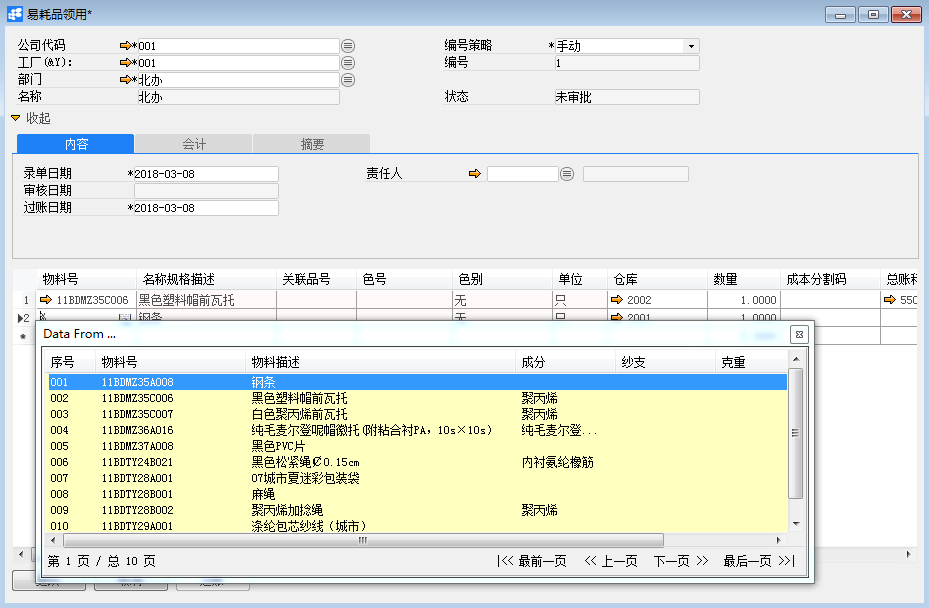 易耗品领用*
公司代码 *001 编号策略 *手动
工厂(&Y): *001 编号 1
部门 *北办
名称 北办 状态 未审批
收起
内容 会计 摘要
录单日期 *2018-03-08 责任人
审核日期
过账日期 *2018-03-08
物料号 名称规格描述 关联品号 色号 色别 单位 仓库 数量 成本分割码 总账科
1 11BDMZ35C006 黑色塑料帽前瓦托 无 只 2002 1.0000 550
2 钢条 无 只 2001 1.0000
*
Data From ...
序号 物料号 物料描述 成分 纱支 克重
001 11BDMZ35A008 钢条
002 11BDMZ35C006 黑色塑料帽前瓦托 聚丙烯
003 11BDMZ35C007 白色聚丙烯前瓦托 聚丙烯
004 11BDMZ36A016 纯毛麦尔登呢帽徽托(附粘合衬PA，10s×10s) 纯毛麦尔登...
005 11BDMZ37A008 黑色PVC片
006 11BDTY24B021 黑色松紧绳₡0.15cm 内衬氨纶橡筋
007 11BDTY28A001 07城市夏迷彩包装袋
008 11BDTY28B001 麻绳
009 11BDTY28B002 聚丙烯加捻绳 聚丙烯
010 11BDTY29A001 涤纶包芯纱线（城市）
第 1 页 / 总 10 页 |<< 最前一页 << 上一页 下一页 >> 最后一页 >>|